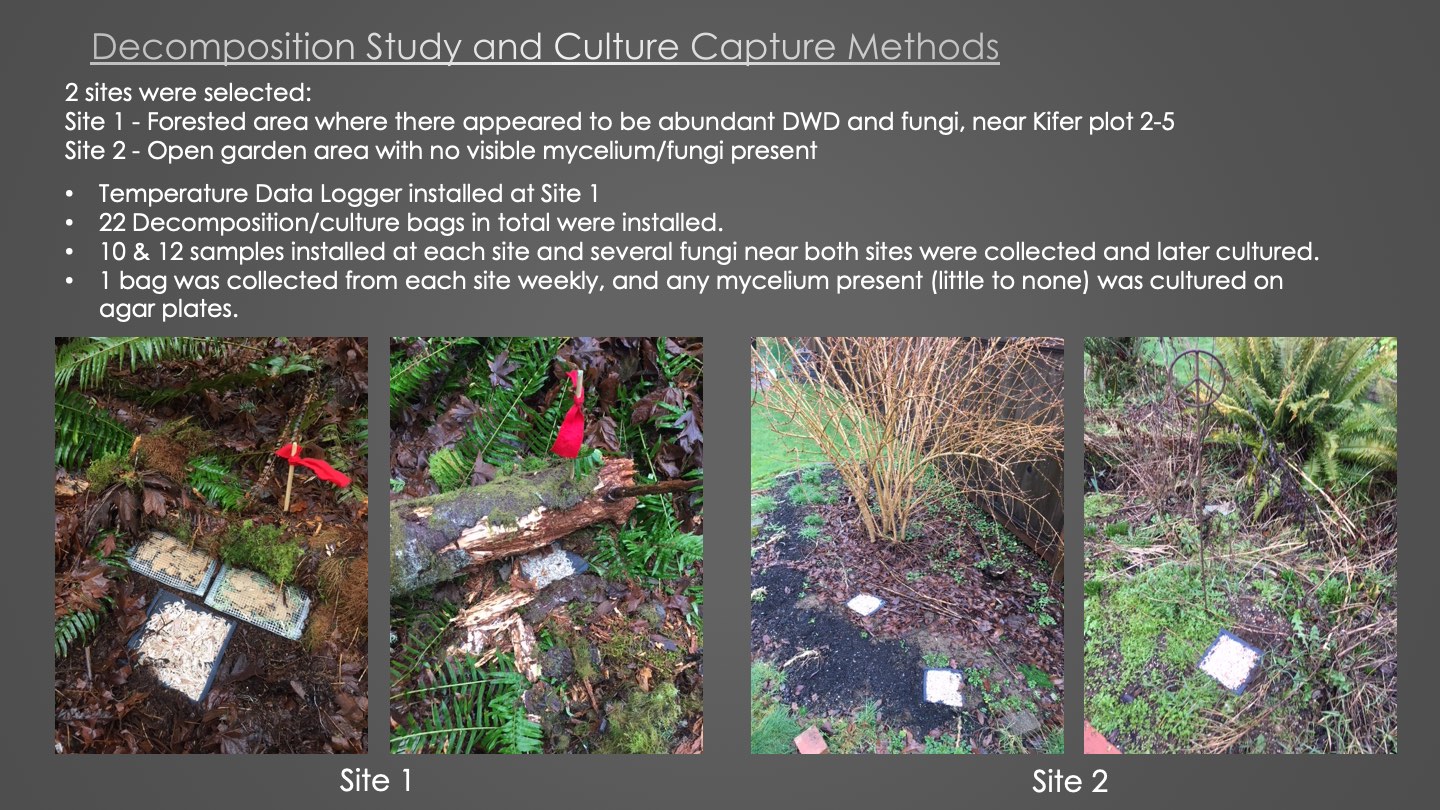 Decomposition Study and Culture Capture Methods
2 sites were selected:
Site 1 - Forested area where there appeared to be abundant DWD and fungi, near Kifer plot 2-5
Site 2 - Open garden area with no visible mycelium/fungi present
• Temperature Data Logger installed at Site 1
• 22 Decomposition/culture bags in total were installed.
• 10 & 12 samples installed at each site and several fungi near both sites were collected and later cultured.
• 1 bag was collected from each site weekly, and any mycelium present (little to none) was cultured on
agar plates.
Site 1
Site 2